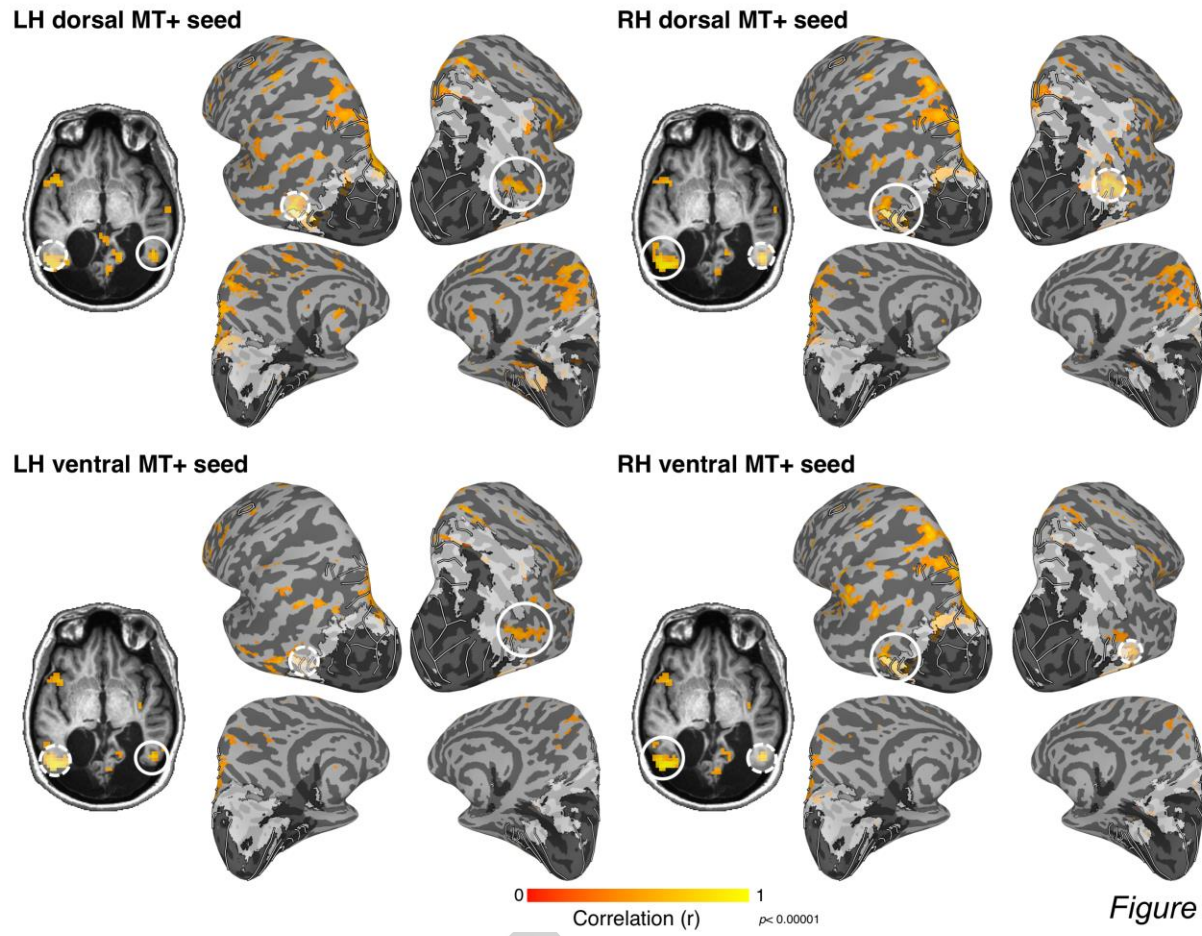 LH dorsal MT+ seed
RH dorsal MT+ seed
LH ventral MT+ seed
RH ventral MT+ seed
0 1
Correlation (r) p< 0.00001
Figure